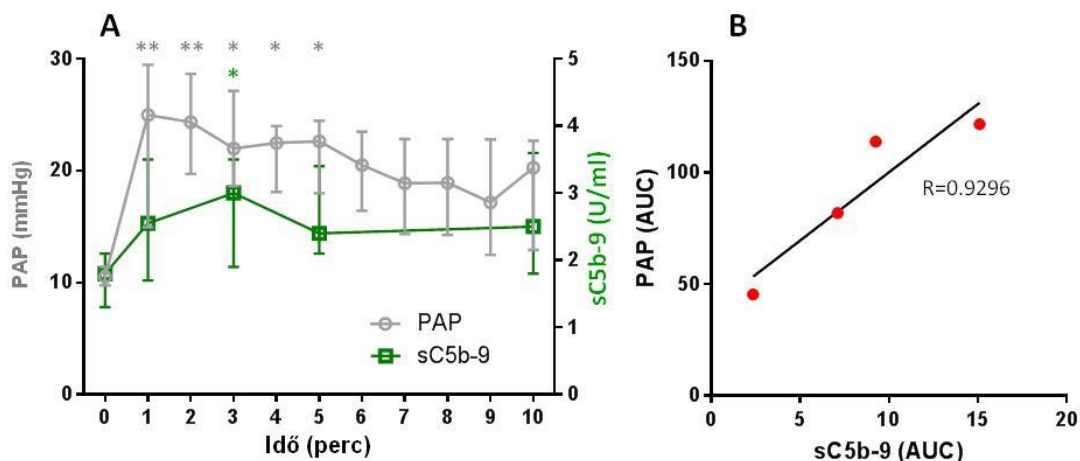 A
** ** * * *
*
30
20
10
0
PAP (mmHg)
5
4
3
2
1
0
sC5b-9 (U/ml)
PAP
sC5b-9
0 1 2 3 4 5 6 7 8 9 10
Idő (perc)
B
150
100
50
0
PAP (AUC)
R=0.9296
0 5 10 15 20
sC5b-9 (AUC)